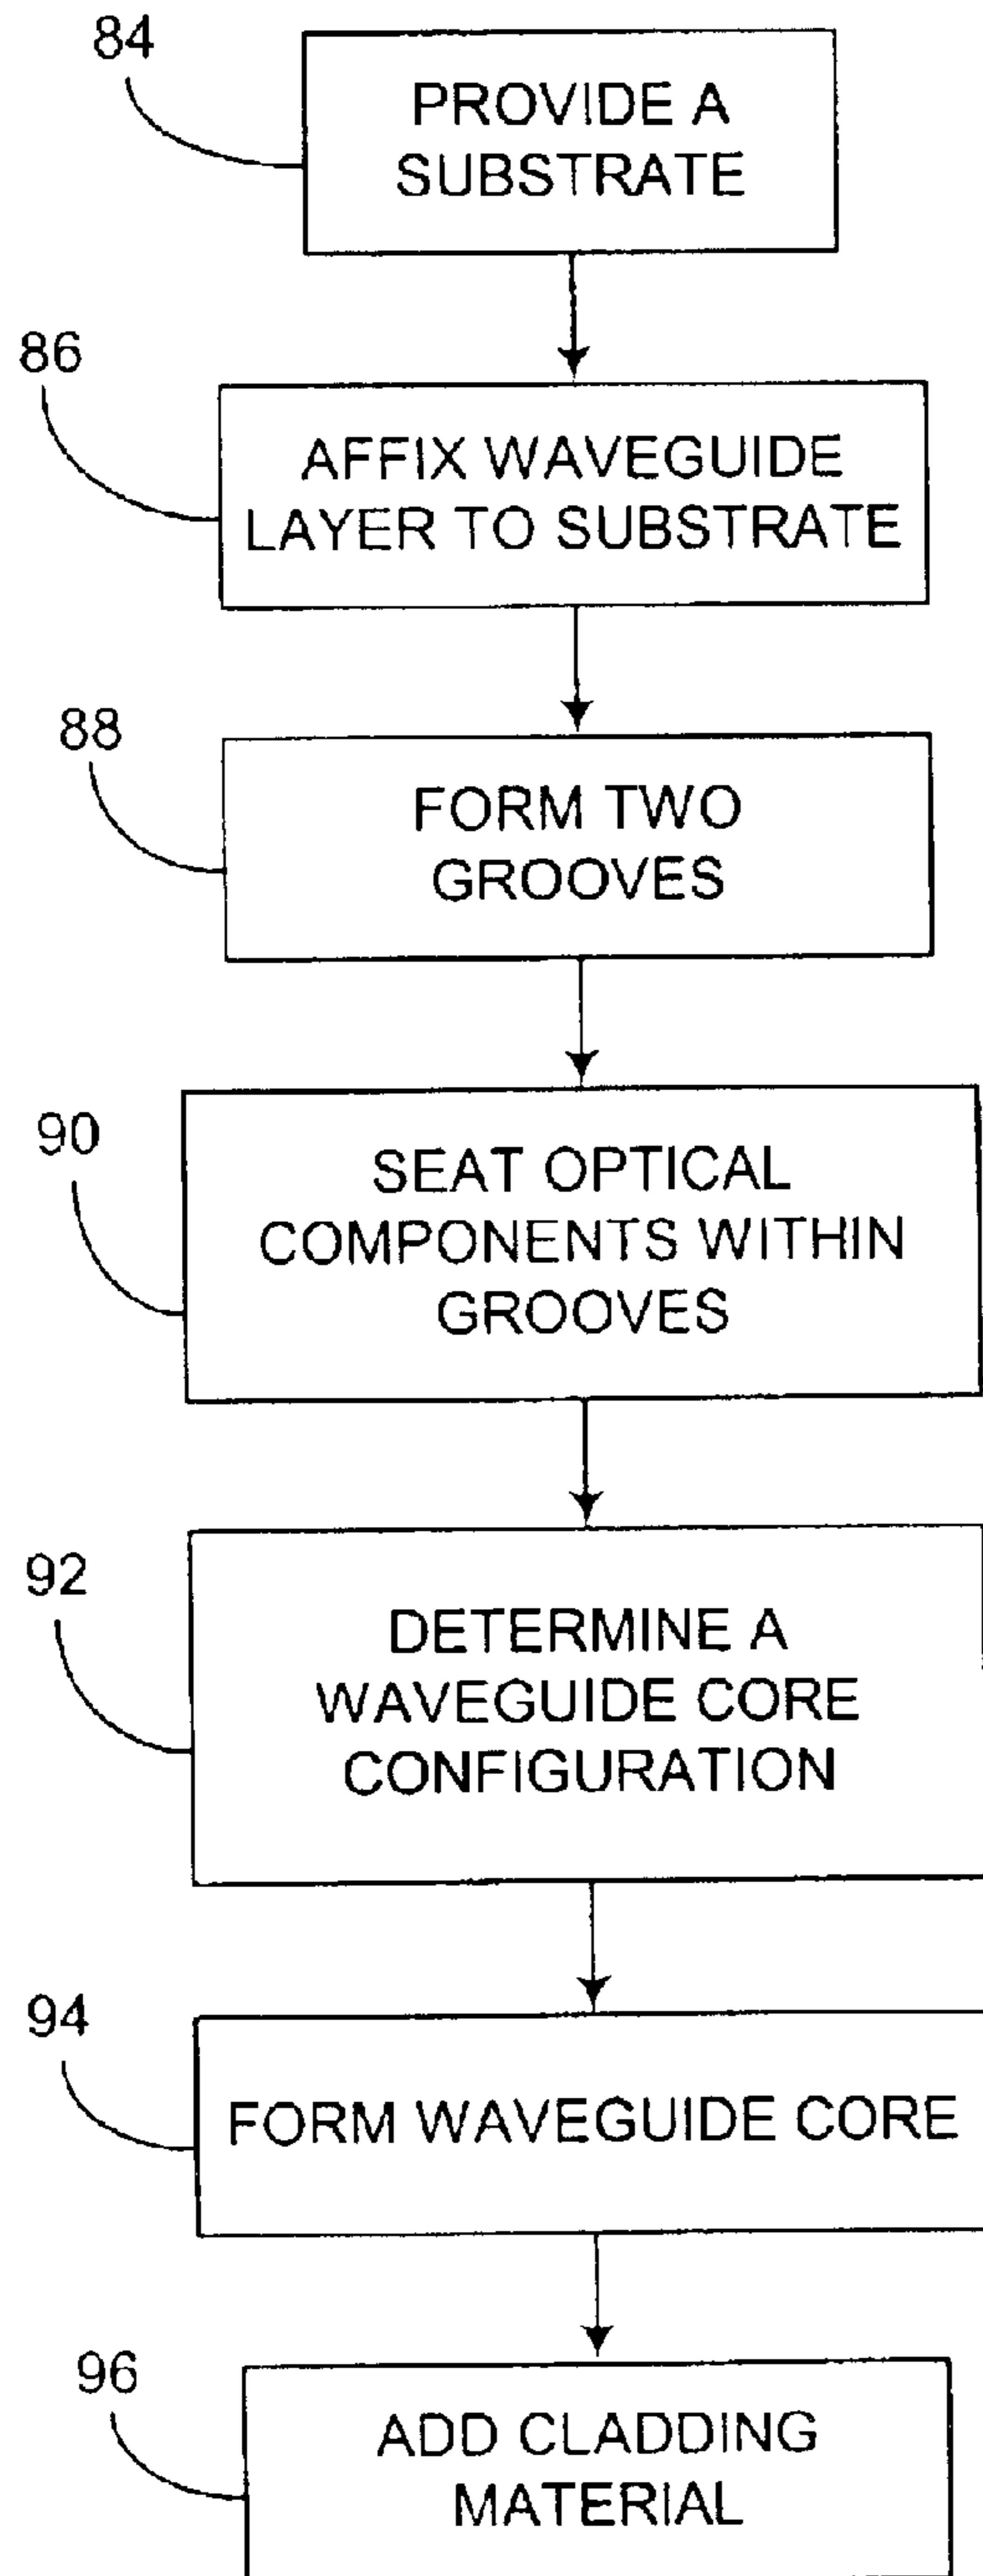 84
PROVIDE A
SUBSTRATE
86
AFFIX WAVEGUIDE
LAYER TO SUBSTRATE
88
FORM TWO
GROOVES
90
SEAT OPTICAL
COMPONENTS WITHIN
GROOVES
92
DETERMINE A
WAVEGUIDE CORE
CONFIGURATION
94
FORM WAVEGUIDE CORE
96
ADD CLADDING
MATERIAL